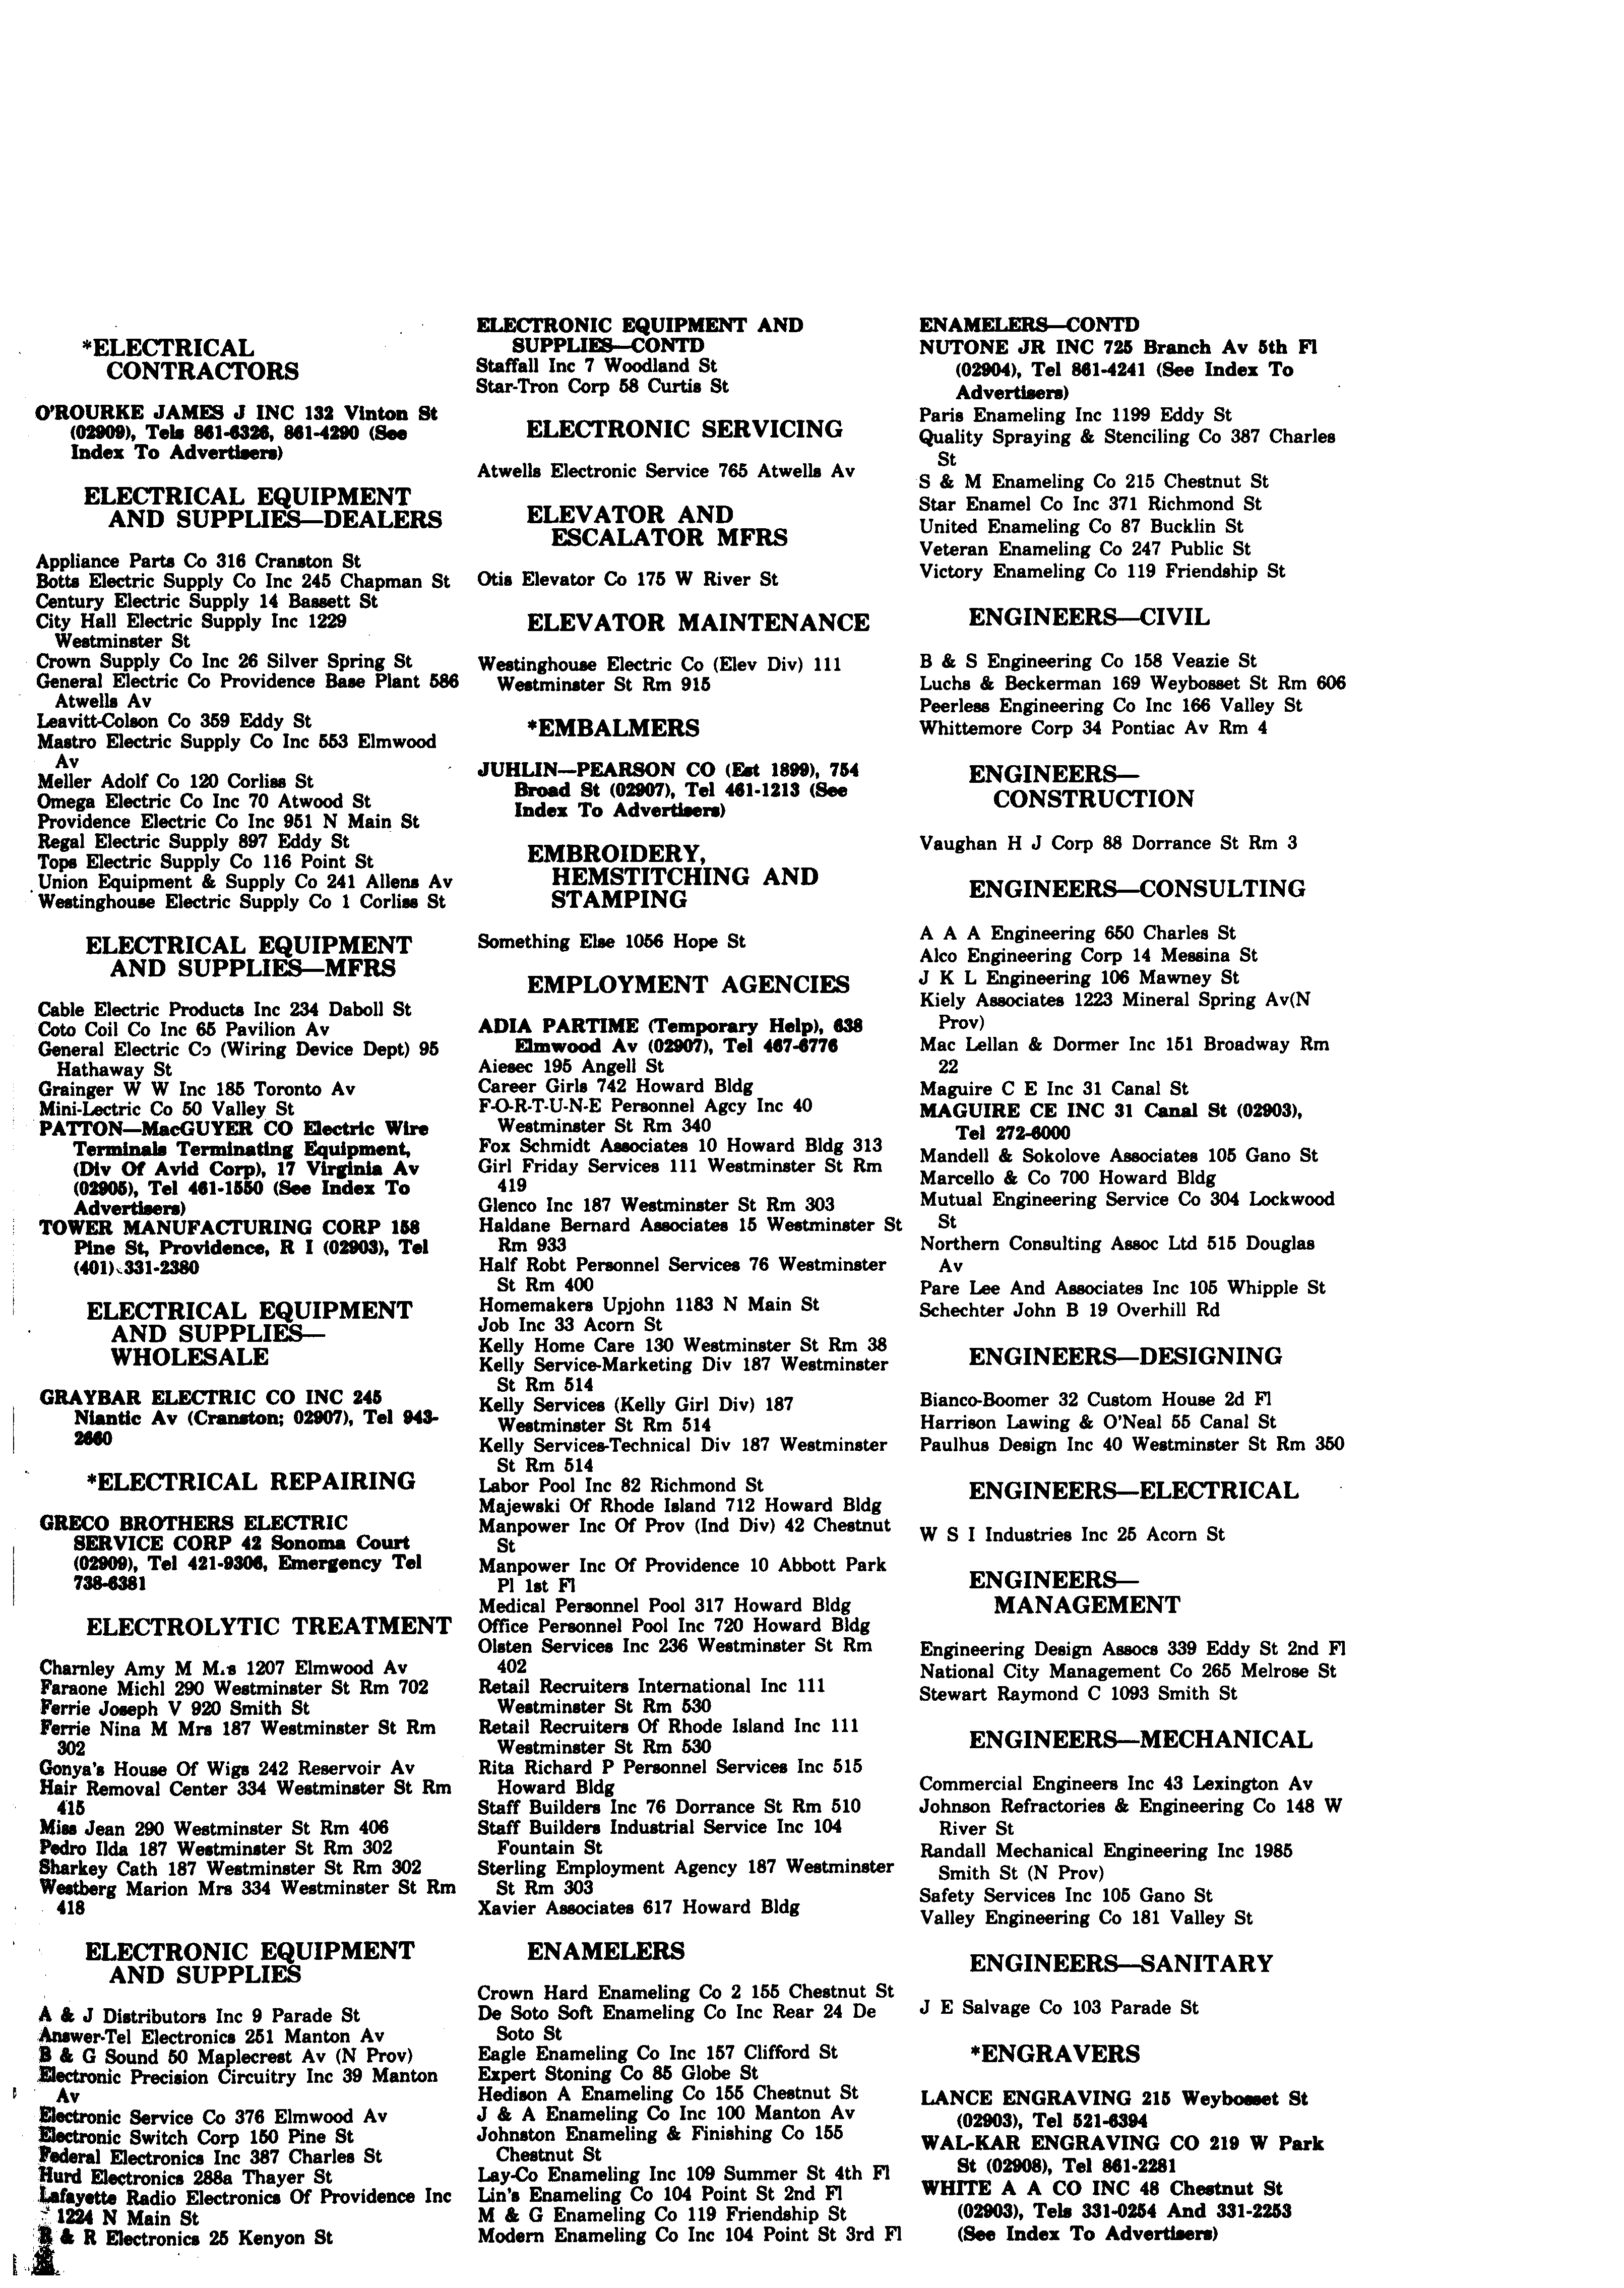 *ELECTRICAL
CONTRACTORS
O'ROURKE JAMES J INC 132 Vinton St
(02909), Tels 861-6326, 861-4290 (See
Index To Advertisers)
ELECTRICAL EQUIPMENT
AND SUPPLIES—DEALERS
Appliance Parts Co 316 Cranston St
Botts Electric Supply Co Inc 245 Chapman St
Century Electric Supply 14 Bassett St
City Hall Electric Supply Inc 1229
Westminster St
Crown Supply Co Inc 26 Silver Spring St
General Electric Co Providence Base Plant 586
Atwells Av
Leavitt-Colson Co 359 Eddy St
Mastro Electric Supply Co Inc 553 Elmwood
Av
Meller Adolf Co 120 Corliss St
Omega Electric Co Inc 70 Atwood St
Providence Electric Co Inc 951 N Main St
Regal Electric Supply 897 Eddy St
Tops Electric Supply Co 116 Point St
Union Equipment & Supply Co 241 Allens Av
Westinghouse Electric Supply Co 1 Corliss St
ELECTRICAL EQUIPMENT
AND SUPPLIES—MFRS
Cable Electric Products Inc 234 Daboll St
Coto Coil Co Inc 65 Pavilion Av
General Electric Co (Wiring Device Dept) 95
Hathaway St
Grainger W W Inc 185 Toronto Av
Mini-Lectric Co 50 Valley St
PATTON—MacGUYER CO Electric Wire
Terminals Terminating Equipment,
(Div Of Avid Corp), 17 Virginia Av
(02905), Tel 461-1550 (See Index To
Advertisers)
TOWER MANUFACTURING CORP 158
Pine St, Providence, R I (02903), Tel
(401) 331-2380
ELECTRICAL EQUIPMENT
AND SUPPLIES—
WHOLESALE
GRAYBAR ELECTRIC CO INC 245
Niantic Av (Cranston; 02907), Tel 943-
2660
*ELECTRICAL REPAIRING
GRECO BROTHERS ELECTRIC
SERVICE CORP 42 Sonoma Court
(02909), Tel 421-9306, Emergency Tel
738-6381
ELECTROLYTIC TREATMENT
Charnley Amy M M.s 1207 Elmwood Av
Faraone Michl 290 Westminster St Rm 702
Ferrie Joseph V 920 Smith St
Ferrie Nina M Mrs 187 Westminster St Rm
302
Gonya's House Of Wigs 242 Reservoir Av
Hair Removal Center 334 Westminster St Rm
415
Miss Jean 290 Westminster St Rm 406
Pedro Ilda 187 Westminster St Rm 302
Sharkey Cath 187 Westminster St Rm 302
Westberg Marion Mrs 334 Westminster St Rm
418
ELECTRONIC EQUIPMENT
AND SUPPLIES
A & J Distributors Inc 9 Parade St
Answer-Tel Electronics 251 Manton Av
B & G Sound 50 Maplecrest Av (N Prov)
Electronic Precision Circuitry Inc 39 Manton
Av
Electronic Service Co 376 Elmwood Av
Electronic Switch Corp 150 Pine St
Federal Electronics Inc 387 Charles St
Hurd Electronics 288a Thayer St
Lafayette Radio Electronics Of Providence Inc
1224 N Main St
R & R Electronics 25 Kenyon St
ELECTRONIC EQUIPMENT AND
SUPPLIES—CONTD
Staffall Inc 7 Woodland St
Star-Tron Corp 58 Curtis St
ELECTRONIC SERVICING
Atwells Electronic Service 765 Atwells Av
ELEVATOR AND
ESCALATOR MFRS
Otis Elevator Co 175 W River St
ELEVATOR MAINTENANCE
Westinghouse Electric Co (Elev Div) 111
Westminster St Rm 915
*EMBALMERS
JUHLIN—PEARSON CO (Est 1899), 754
Broad St (02907), Tel 461-1213 (See
Index To Advertisers)
EMBROIDERY,
HEMSTITCHING AND
STAMPING
Something Else 1056 Hope St
EMPLOYMENT AGENCIES
ADIA PARTIME (Temporary Help), 638
Elmwood Av (02907), Tel 467-6776
Aiesec 195 Angell St
Career Girls 742 Howard Bldg
F-O-R-T-U-N-E Personnel Agcy Inc 40
Westminster St Rm 340
Fox Schmidt Associates 10 Howard Bldg 313
Girl Friday Services 111 Westminster St Rm
419
Glenco Inc 187 Westminster St Rm 303
Haldane Bernard Associates 15 Westminster St
Rm 933
Half Robt Personnel Services 76 Westminster
St Rm 400
Homemakers Upjohn 1183 N Main St
Job Inc 33 Acorn St
Kelly Home Care 130 Westminster St Rm 38
Kelly Service-Marketing Div 187 Westminster
St Rm 514
Kelly Services (Kelly Girl Div) 187
Westminster St Rm 514
Kelly Services-Technical Div 187 Westminster
St Rm 514
Labor Pool Inc 82 Richmond St
Majewski Of Rhode Island 712 Howard Bldg
Manpower Inc Of Prov (Ind Div) 42 Chestnut
St
Manpower Inc Of Providence 10 Abbott Park
Pl 1st Fl
Medical Personnel Pool 317 Howard Bldg
Office Personnel Pool Inc 720 Howard Bldg
Olsten Services Inc 236 Westminster St Rm
402
Retail Recruiters International Inc 111
Westminster St Rm 530
Retail Recruiters Of Rhode Island Inc 111
Westminster St Rm 530
Rita Richard P Personnel Services Inc 515
Howard Bldg
Staff Builders Inc 76 Dorrance St Rm 510
Staff Builders Industrial Service Inc 104
Fountain St
Sterling Employment Agency 187 Westminster
St Rm 303
Xavier Associates 617 Howard Bldg
ENAMELERS
Crown Hard Enameling Co 2 155 Chestnut St
De Soto Soft Enameling Co Inc Rear 24 De
Soto St
Eagle Enameling Co Inc 157 Clifford St
Expert Stoning Co 85 Globe St
Hedison A Enameling Co 155 Chestnut St
J & A Enameling Co Inc 100 Manton Av
Johnston Enameling & Finishing Co 155
Chestnut St
Lay-Co Enameling Inc 109 Summer St 4th Fl
Lin's Enameling Co 104 Point St 2nd Fl
M & G Enameling Co 119 Friendship St
Modern Enameling Co Inc 104 Point St 3rd Fl
ENAMELERS—CONTD
NUTONE JR INC 725 Branch Av 5th Fl
(02904), Tel 861-4241 (See Index To
Advertisers)
Paris Enameling Inc 1199 Eddy St
Quality Spraying & Stenciling Co 387 Charles
St
S & M Enameling Co 215 Chestnut St
Star Enamel Co Inc 371 Richmond St
United Enameling Co 87 Bucklin St
Veteran Enameling Co 247 Public St
Victory Enameling Co 119 Friendship St
ENGINEERS—CIVIL
B & S Engineering Co 158 Veazie St
Luchs & Beckerman 169 Weybosset St Rm 606
Peerless Engineering Co Inc 166 Valley St
Whittemore Corp 34 Pontiac Av Rm 4
ENGINEERS—
CONSTRUCTION
Vaughan H J Corp 88 Dorrance St Rm 3
ENGINEERS—CONSULTING
A A A Engineering 650 Charles St
Alco Engineering Corp 14 Messina St
J K L Engineering 106 Mawney St
Kiely Associates 1223 Mineral Spring Av(N
Prov)
Mac Lellan & Dormer Inc 151 Broadway Rm
22
Maguire C E Inc 31 Canal St
MAGUIRE CE INC 31 Canal St (02903),
Tel 272-6000
Mandell & Sokolove Associates 105 Gano St
Marcello & Co 700 Howard Bldg
Mutual Engineering Service Co 304 Lockwood
St
Northern Consulting Assoc Ltd 515 Douglas
Av
Pare Lee And Associates Inc 105 Whipple St
Schechter John B 19 Overhill Rd
ENGINEERS—DESIGNING
Bianco-Boomer 32 Custom House 2d Fl
Harrison Lawing & O'Neal 55 Canal St
Paulhus Design Inc 40 Westminster St Rm 350
ENGINEERS—ELECTRICAL
W S I Industries Inc 25 Acorn St
ENGINEERS—
MANAGEMENT
Engineering Design Assocs 339 Eddy St 2nd Fl
National City Management Co 265 Melrose St
Stewart Raymond C 1093 Smith St
ENGINEERS—MECHANICAL
Commercial Engineers Inc 43 Lexington Av
Johnson Refractories & Engineering Co 148 W
River St
Randall Mechanical Engineering Inc 1985
Smith St (N Prov)
Safety Services Inc 105 Gano St
Valley Engineering Co 181 Valley St
ENGINEERS—SANITARY
J E Salvage Co 103 Parade St
*ENGRAVERS
LANCE ENGRAVING 215 Weybosset St
(02903), Tel 521-6394
WAL-KAR ENGRAVING CO 219 W Park
St (02908), Tel 861-2281
WHITE A A CO INC 48 Chestnut St
(02903), Tels 331-0254 And 331-2253
(See Index To Advertisers)